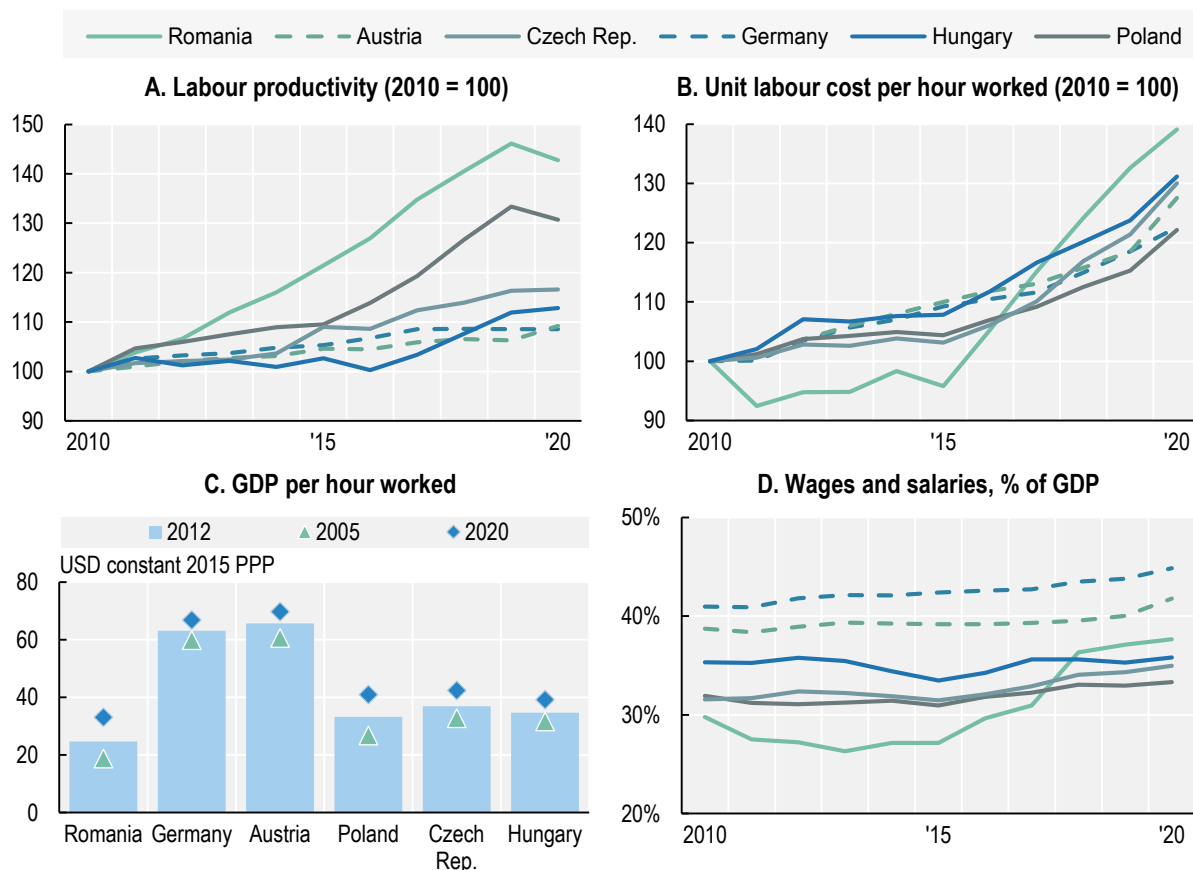 Romania Austria Czech Rep. Germany Hungary Poland
A. Labour productivity (2010 = 100)
150
140
130
120
110
100
90
2010 '15 '20
B. Unit labour cost per hour worked (2010 = 100)
140
130
120
110
100
90
2010 '15 '20
C. GDP per hour worked
2012 2005 2020
USD constant 2015 PPP
80
60
40
20
0
Romania Germany Austria Poland Czech Hungary
Rep.
D. Wages and salaries, % of GDP
50%
40%
30%
20%
2010 '15 '20